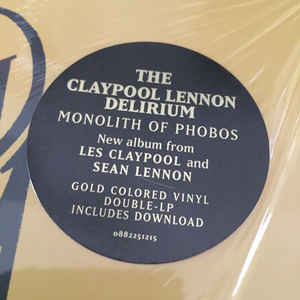 THE
CLAYPOOL LENNON
DELIRIUM
MONOLITH OF PHOBOS
New album from
LES CLAYPOOL and
SEAN LENNON
GOLD COLORED VINYL
DOUBLE-LP
INCLUDES DOWNLOAD
0882251215